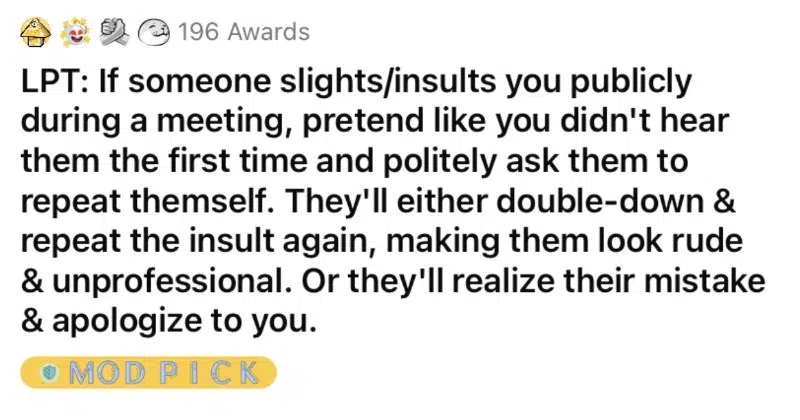 196 Awards
LPT: If someone slights/insults you publicly
during a meeting, pretend like you didn't hear
them the first time and politely ask them to
repeat themself. They'll either double-down &
repeat the insult again, making them look rude
& unprofessional. Or they'll realize their mistake
& apologize to you.
MOD PICK